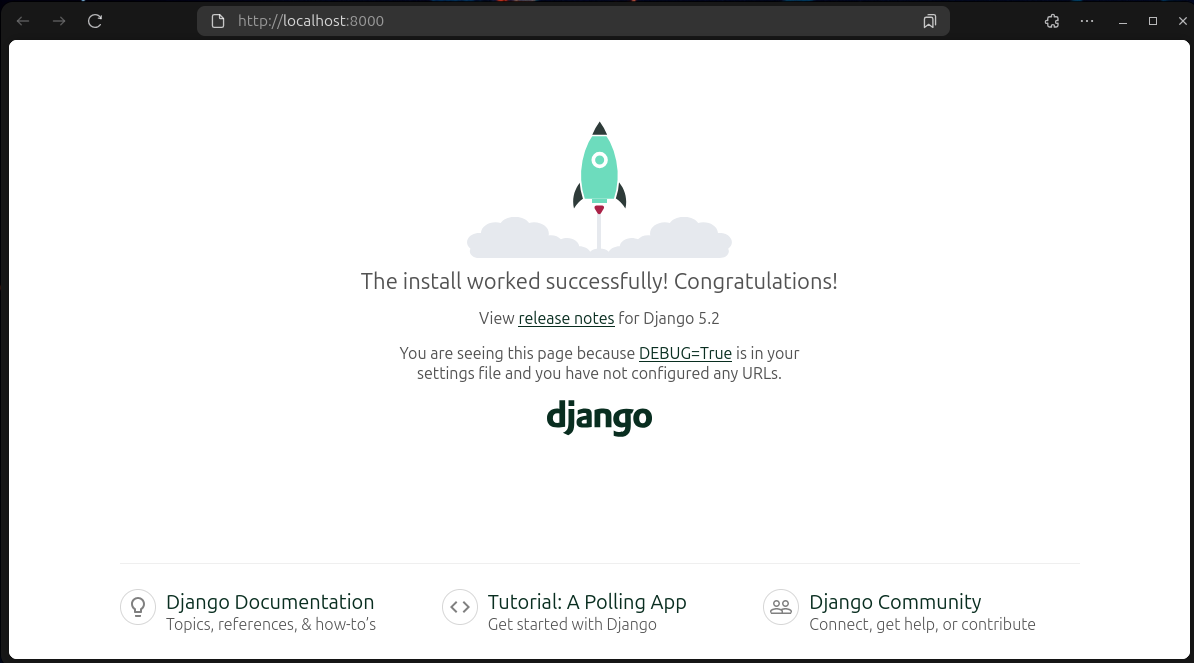 http://localhost:8000
The install worked successfully! Congratulations!
View release notes for Django 5.2
You are seeing this page because DEBUG=True is in your
settings file and you have not configured any URLs.
django
Django Documentation
Topics, references, & how-to’s
Tutorial: A Polling App
Get started with Django
Django Community
Connect, get help, or contribute